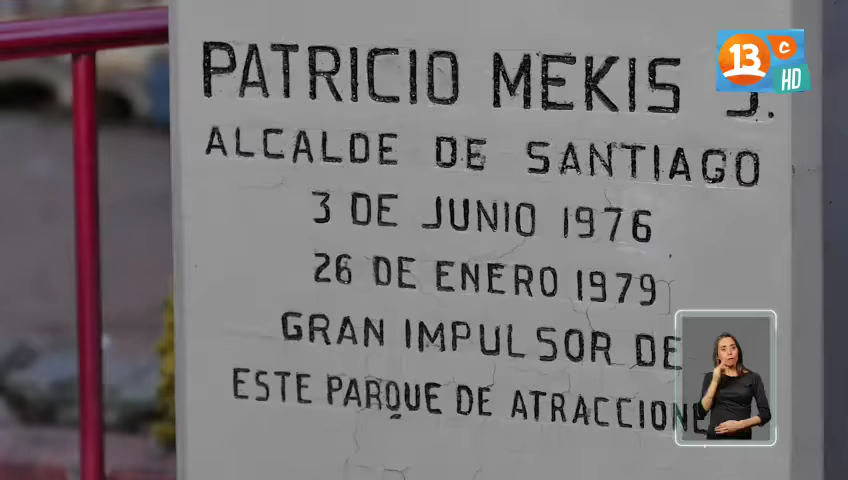 PATRICIO MEKIS S.
ALCALDE DE SANTIAGO
3 DE JUNIO 1976
26 DE ENERO 1979
GRAN IMPULSOR DE
ESTE PARQUE DE ATRACCIONE
13 C
HD